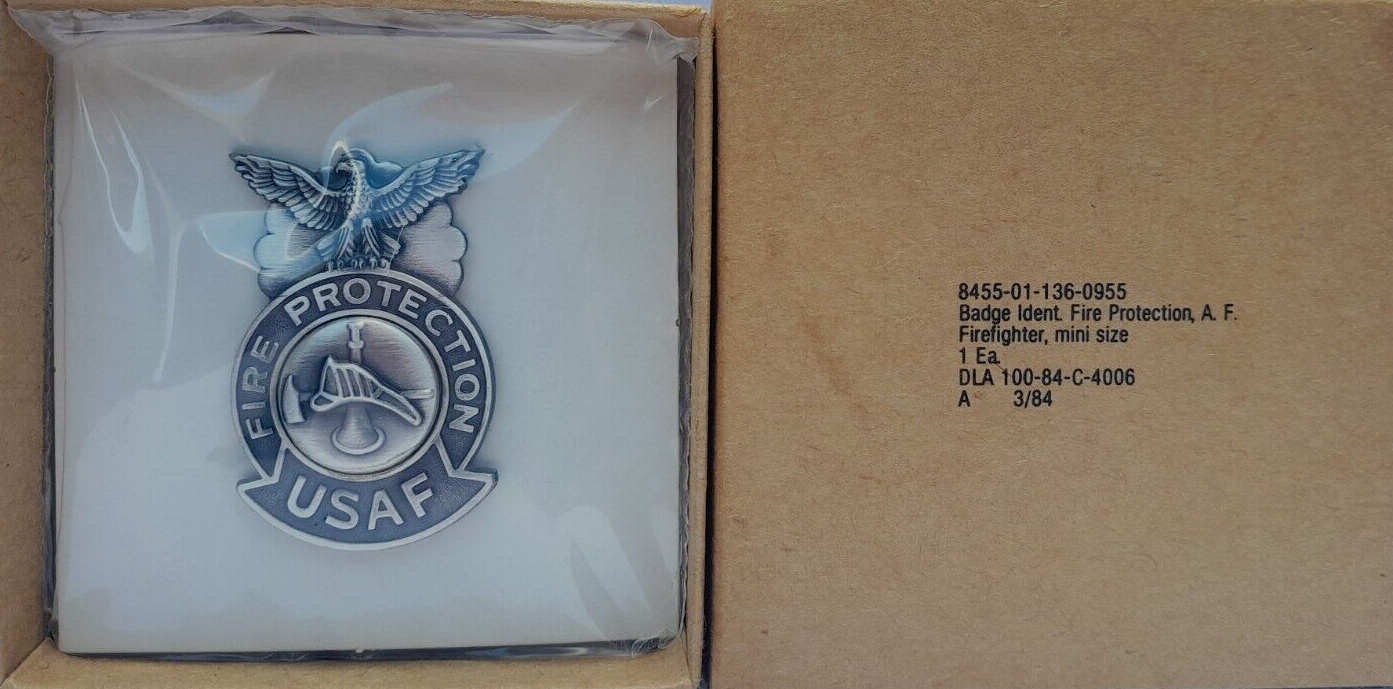 FIRE PROTECTION
USAF
8455-01-136-0955
Badge Ident. Fire Protection, A. F.
Firefighter, mini size
1 Ea.
DLA 100-84-C-4006
A 3/84